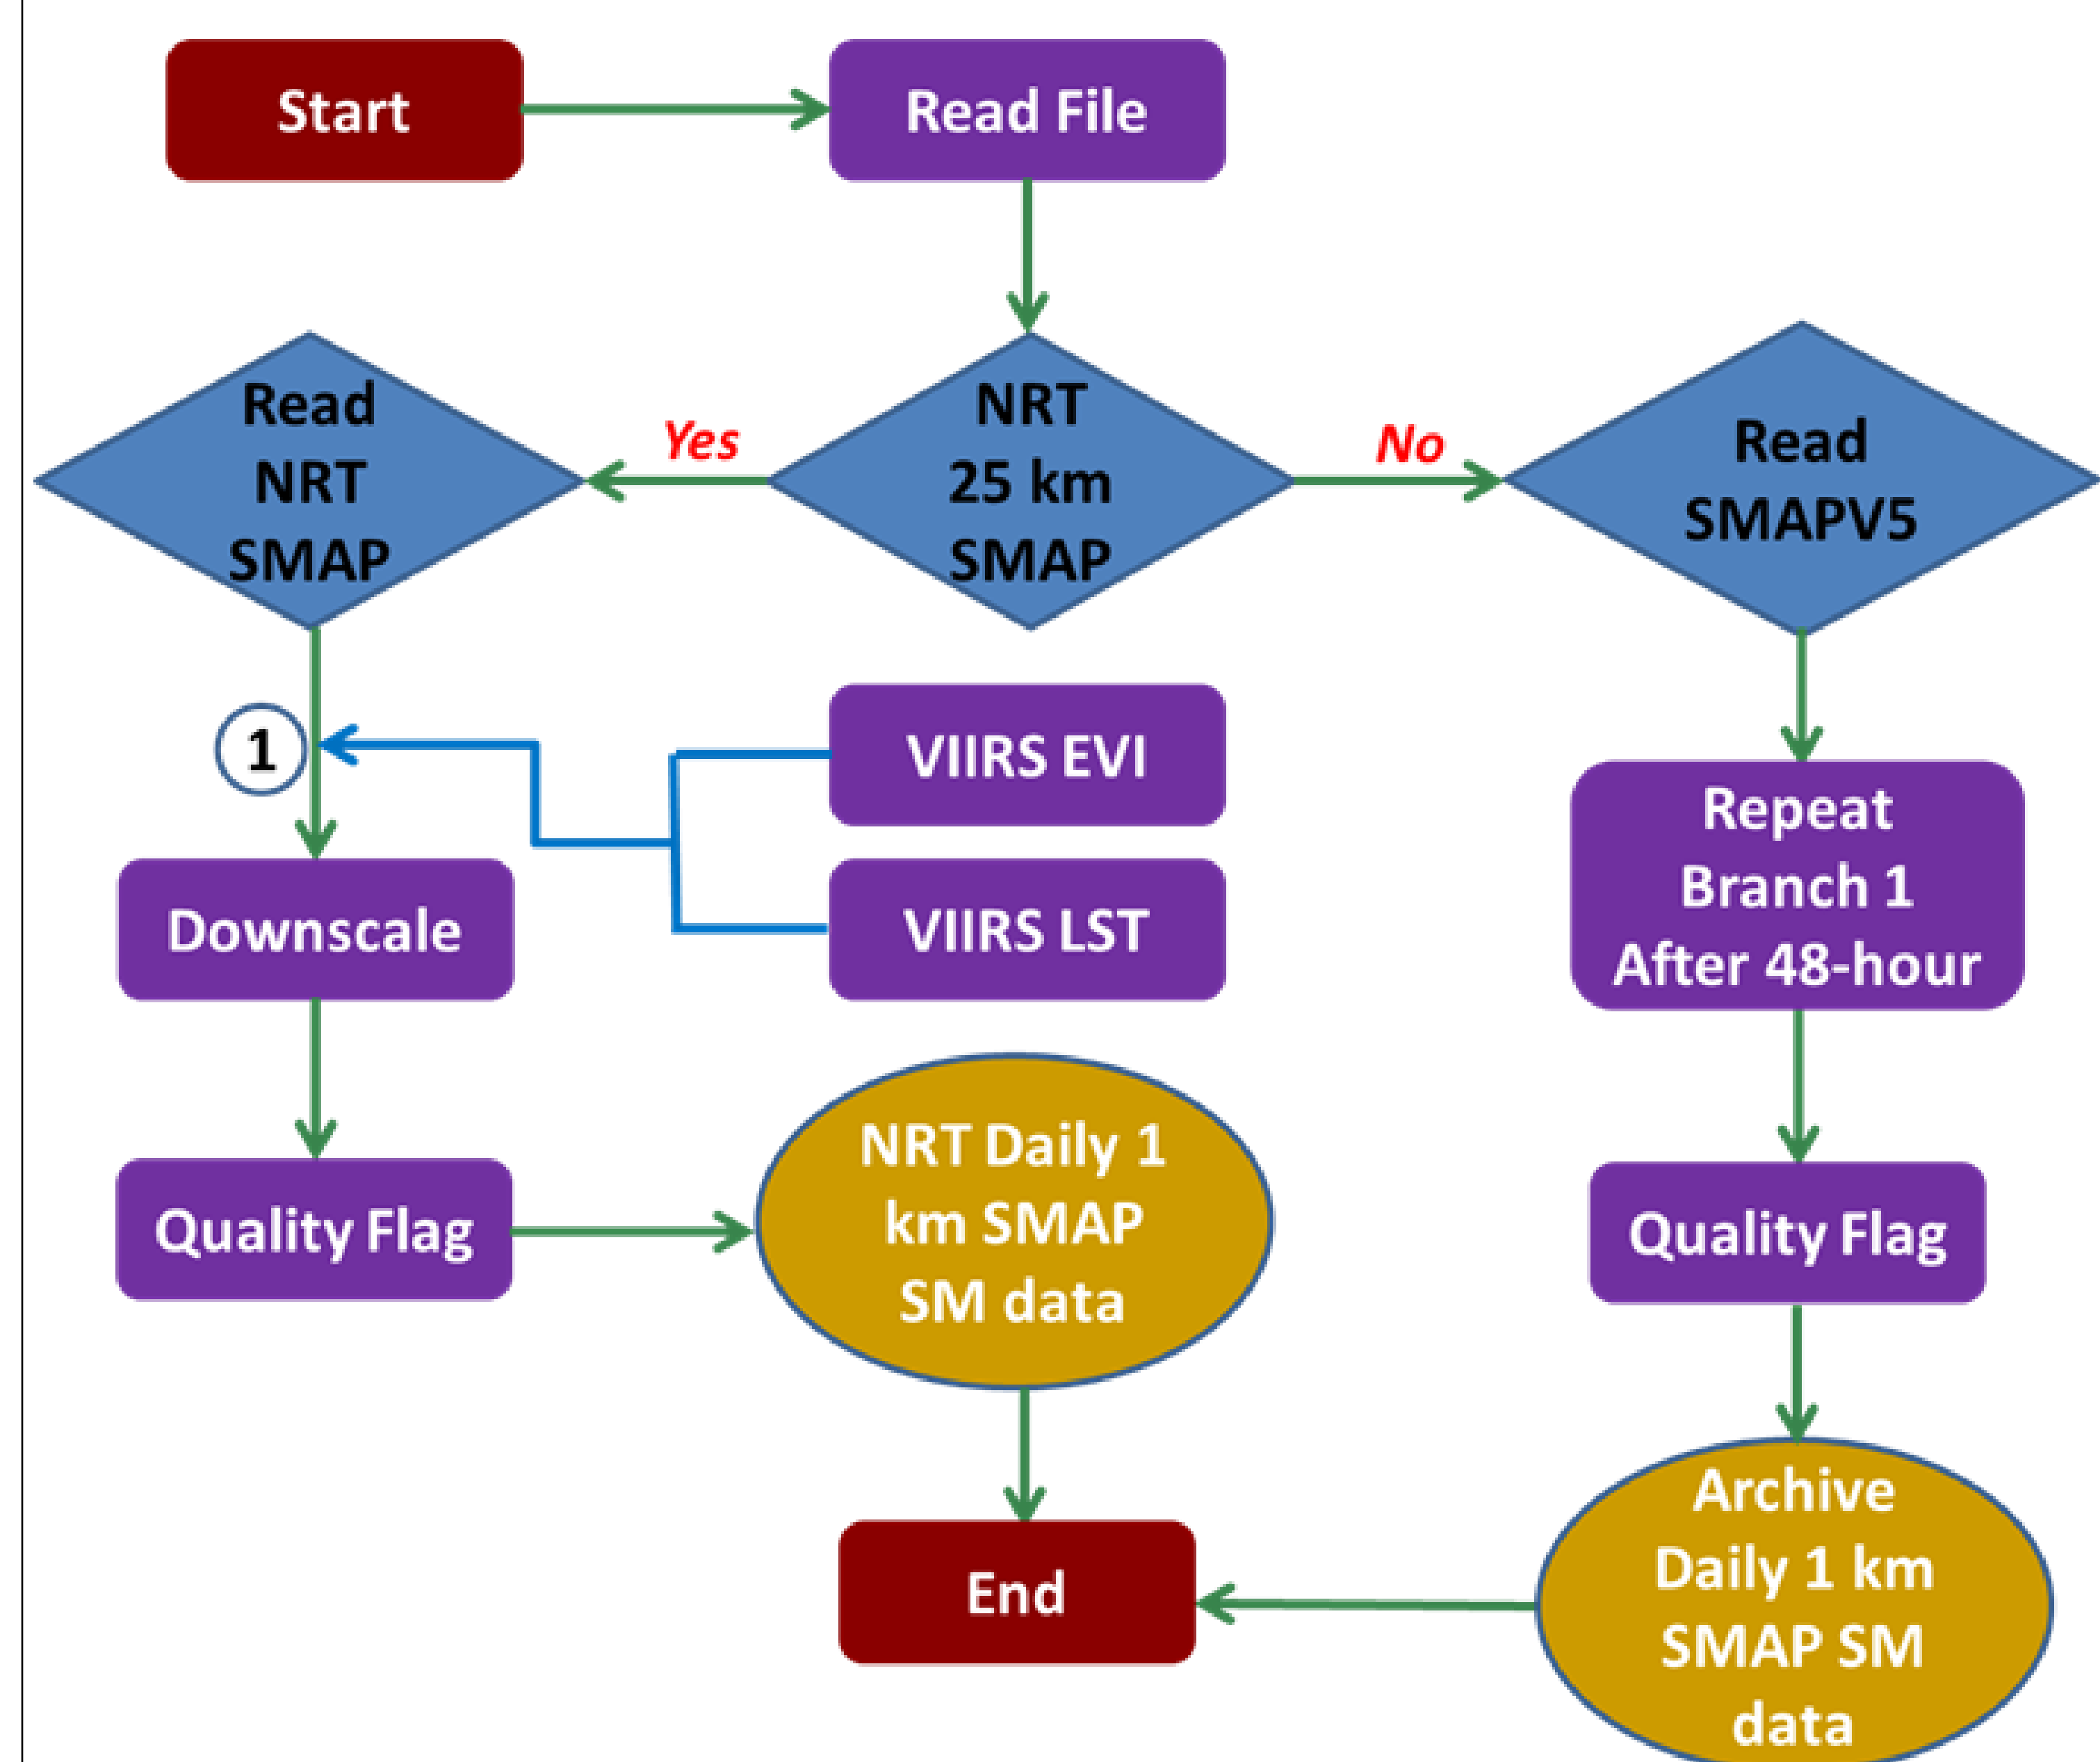 Start
Read File
Read
NRT
SMAP
Yes
NRT
25 km
SMAP
No
Read
SMAPV5
1
VIIRS EVI
VIIRS LST
Downscale
Repeat
Branch 1
After 48-hour
Quality Flag
NRT Daily 1
km SMAP
SM data
Quality Flag
End
Archive
Daily 1 km
SMAP SM
data